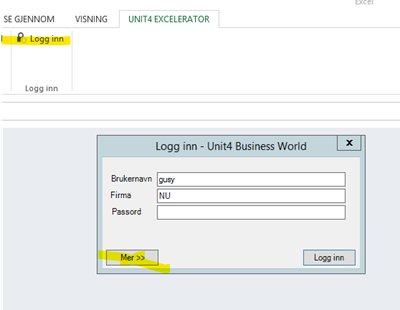 Excel
SE GJENNOM VISNING UNIT4 EXCELERATOR
Logg inn
Logg inn
Logg inn - Unit4 Business World x
Brukernavn gusy
Firma NU
Passord
Mer >> Logg inn